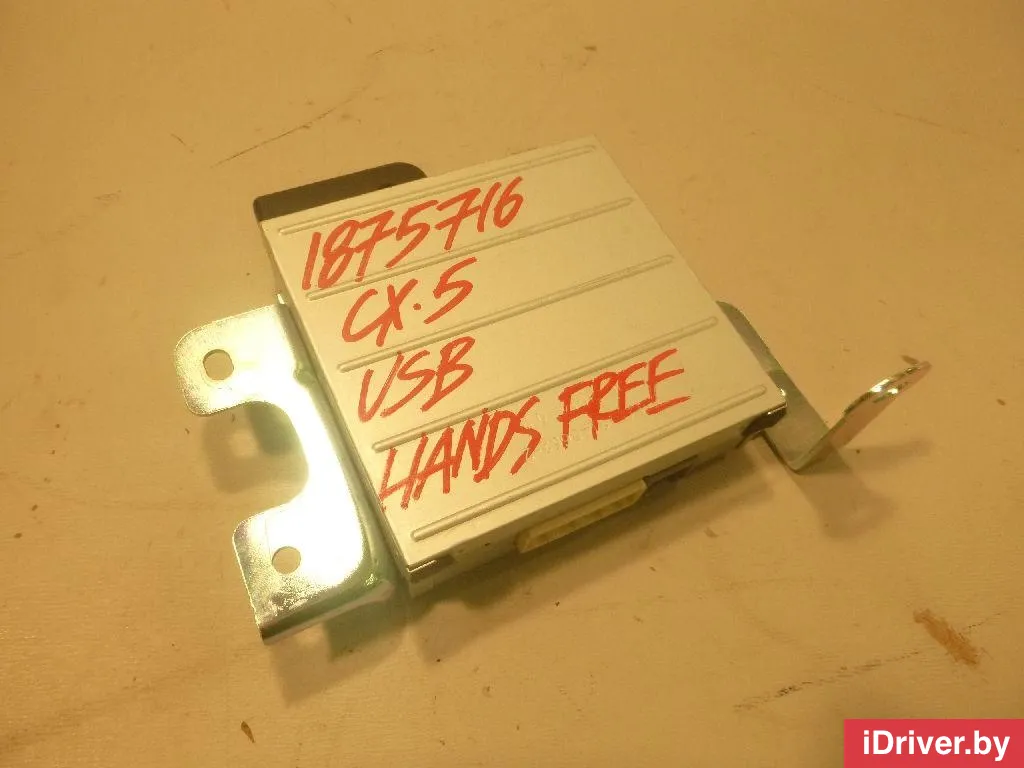 1875716
CX-5
USB
HANDS FREE
iDriver.by